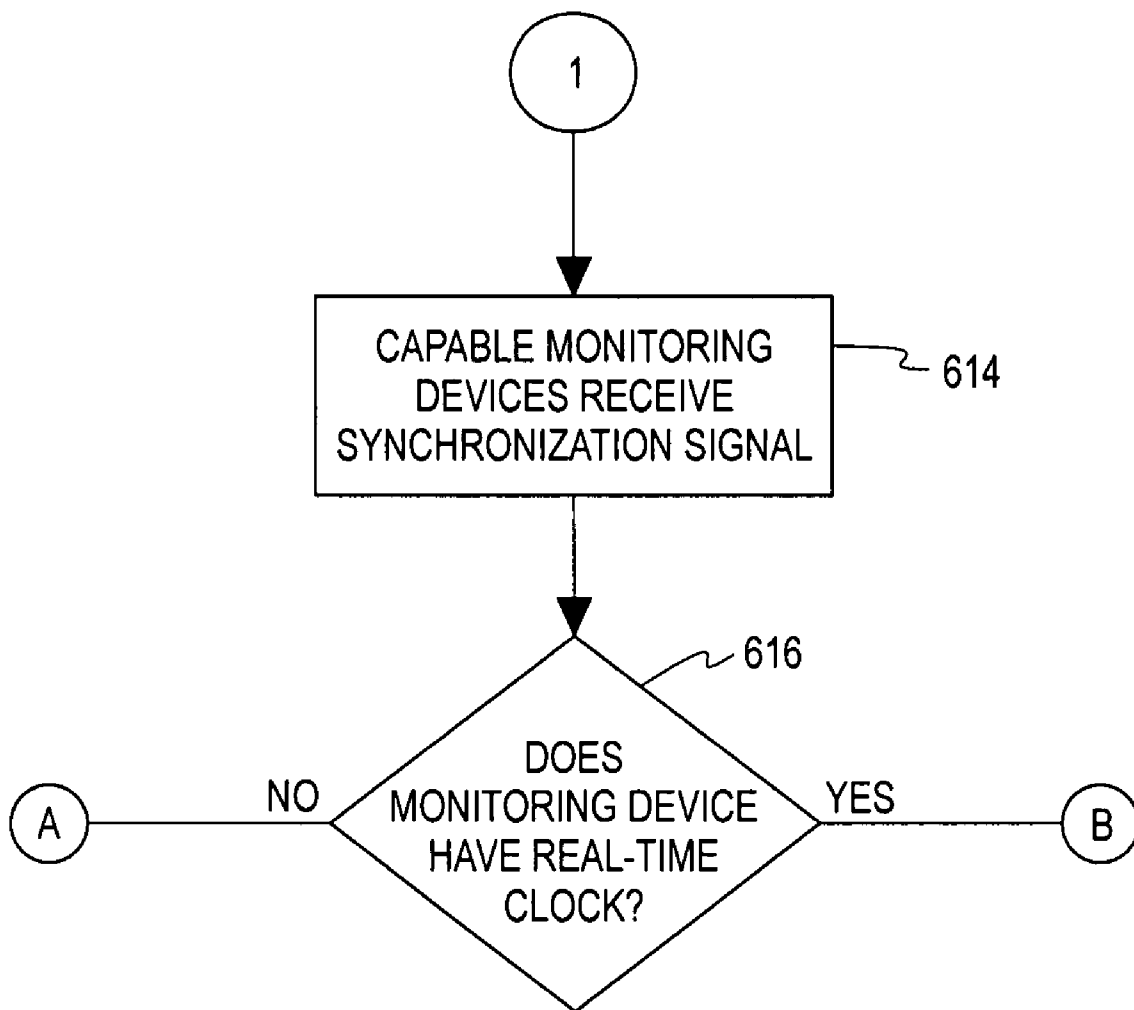 1
CAPABLE MONITORING
DEVICES RECEIVE
SYNCHRONIZATION SIGNAL
614
616
DOES
MONITORING DEVICE
HAVE REAL-TIME
CLOCK?
NO
YES
A
B